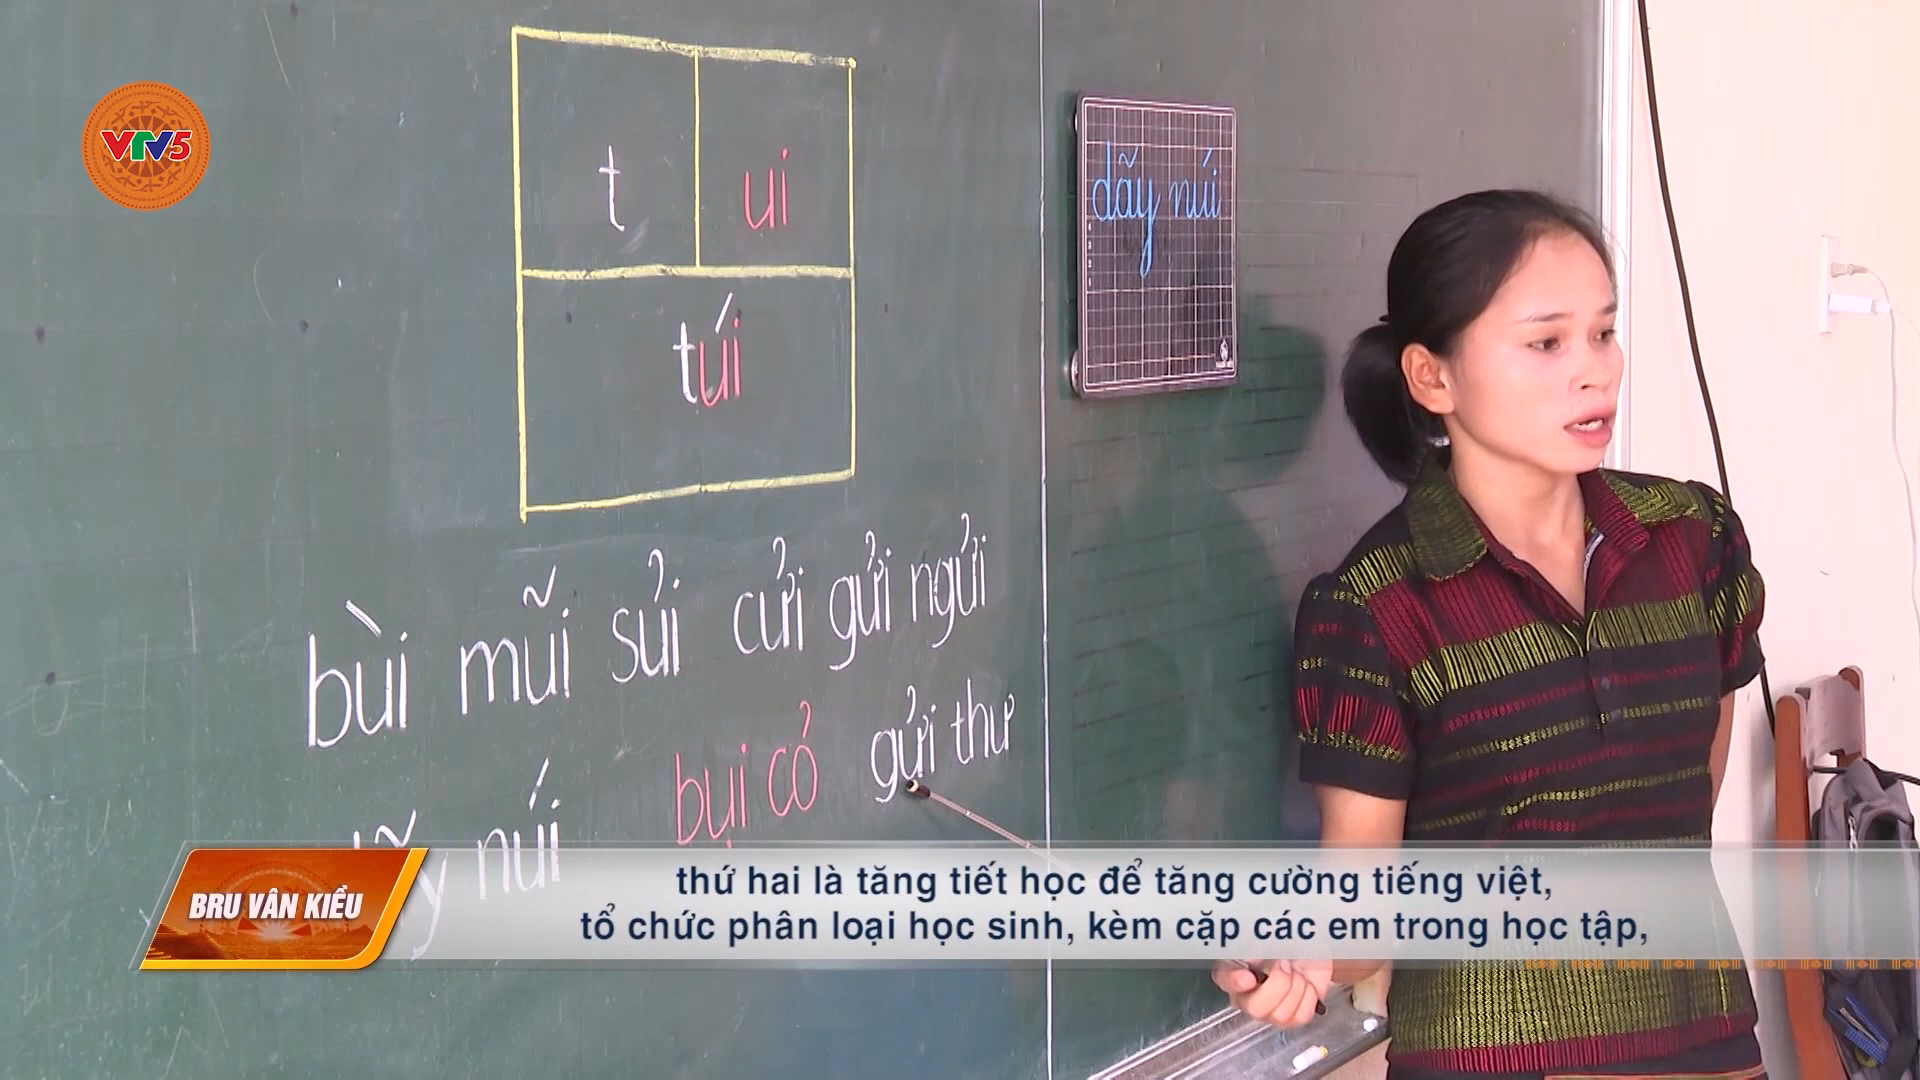 VTV5
t ui
túi
dãy núi
bùi mũi sủi cửi gửi ngửi
dãy núi bụi cỏ gửi thư
BRU VÂN KIỀU
thứ hai là tăng tiết học để tăng cường tiếng việt,
tổ chức phân loại học sinh, kèm cặp các em trong học tập,